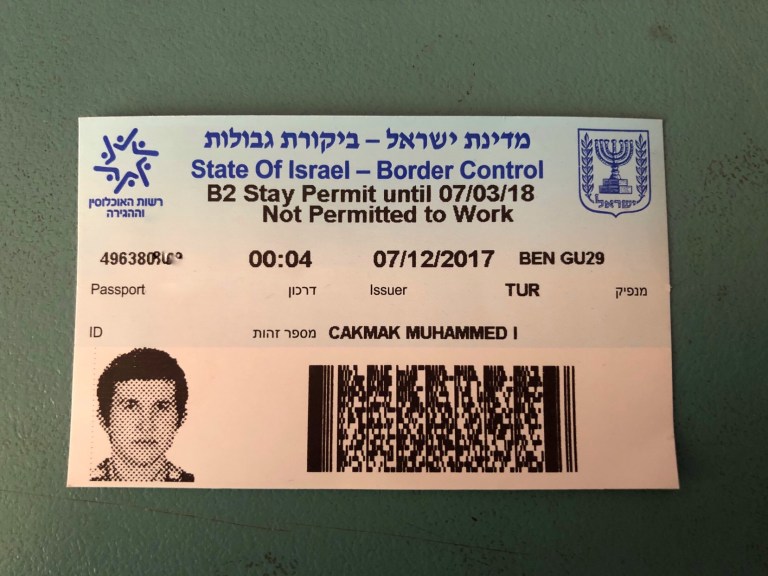 מדינת ישראל – ביקורת גבולות
State Of Israel – Border Control
B2 Stay Permit until 07/03/18
Not Permitted to Work
רשות האוכלוסין
וההגירה
ישראל
00:04 07/12/2017 BEN GU29
Passport דרכון Issuer TUR מנפיק
ID מספר זהות CAKMAK MUHAMMED I